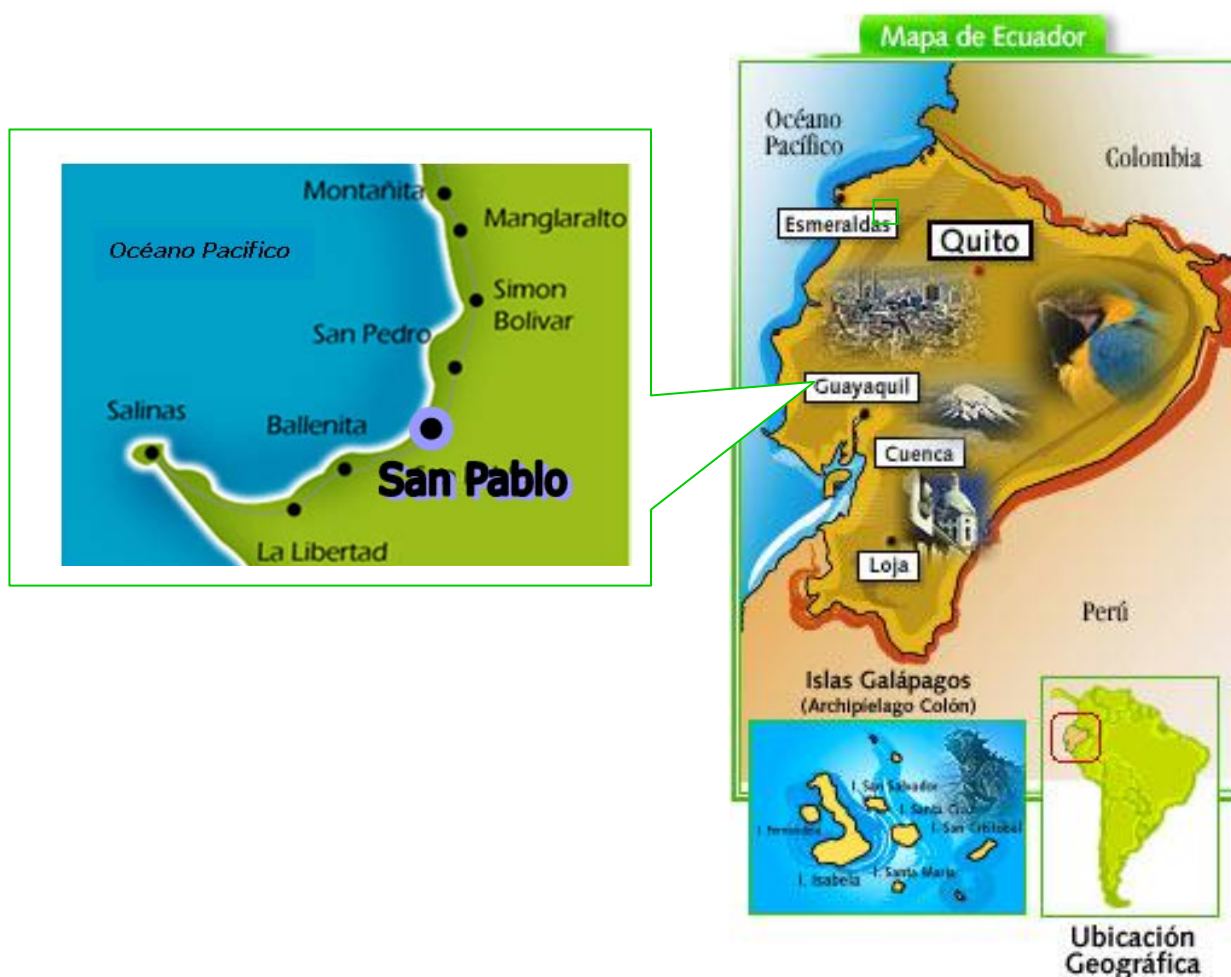 Mapa de Ecuador
Océano
Pacífico
Colombia
Esmeraldas
Quito
Guayaquil
Cuenca
Loja
Perú
Montañita
Manglaralto
Océano Pacifico
Simon
Bolivar
San Pedro
Salinas
Ballenita
San Pablo
La Libertad
Islas Galápagos
(Archipielago Colón)
I. San Salvador
I. Santa Cruz
I. Fernandina
I. San Cristobal
I. Santa Maria
I. Isabela
Ubicación
Geográfica